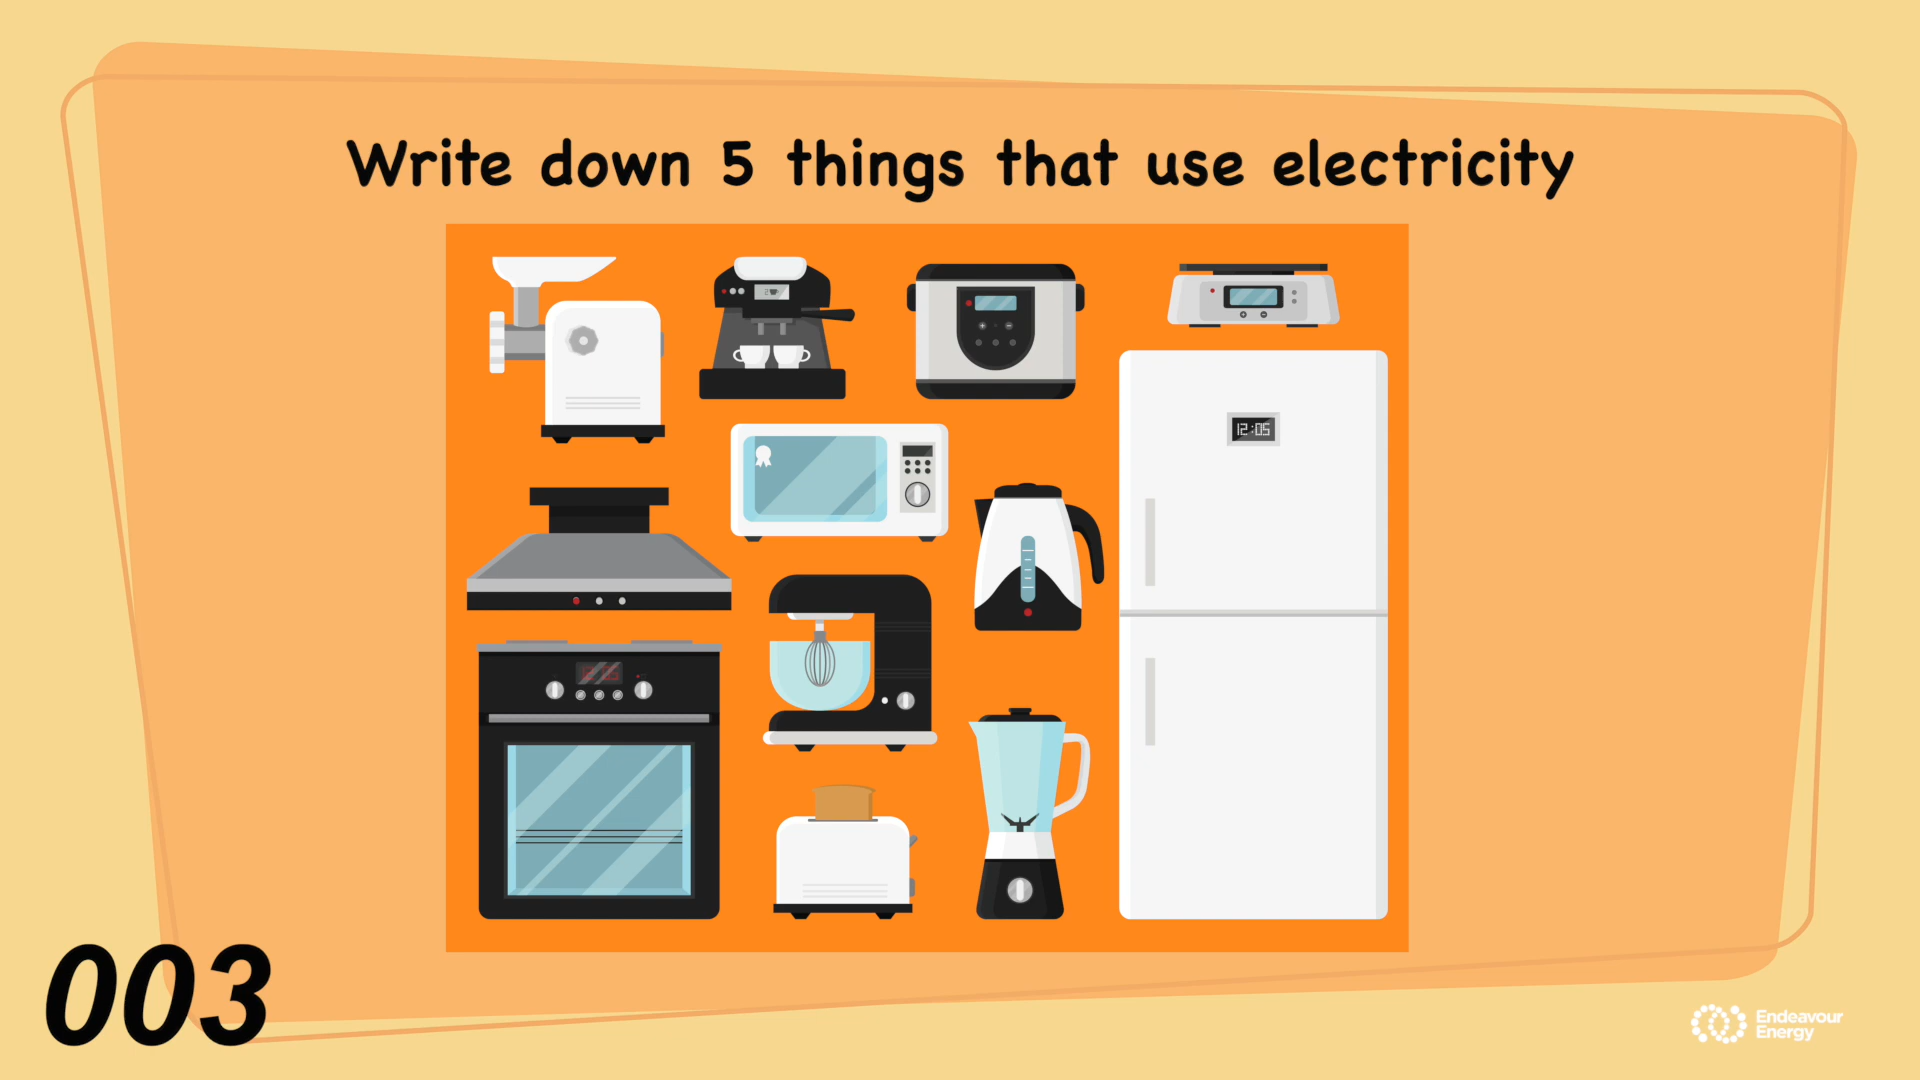 Write down 5 things that use electricity
12:05
003
Endeavour
Energy